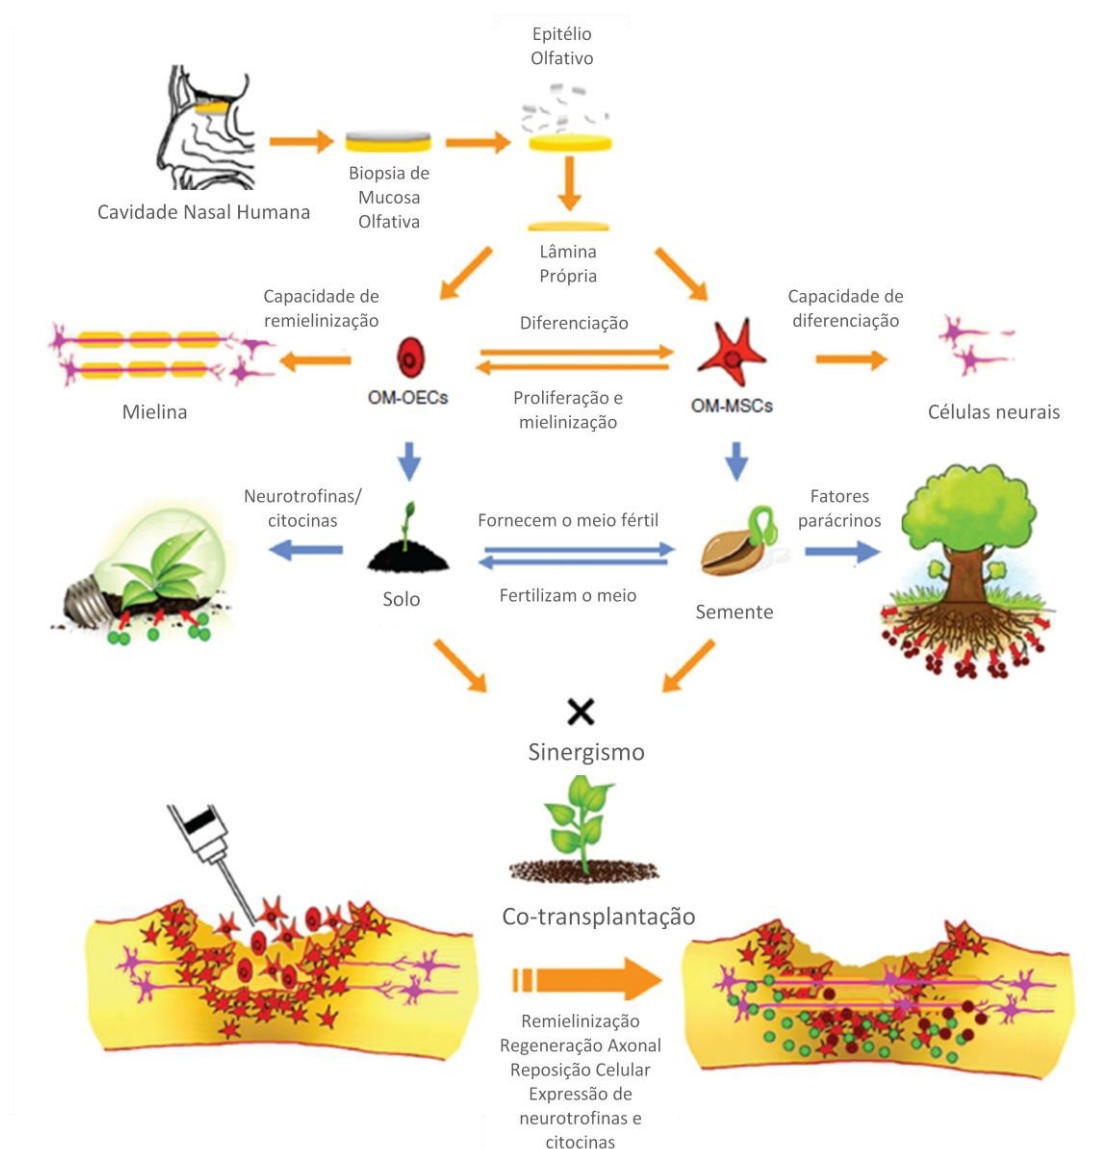 Epitélio
Olfativo
Cavidade Nasal Humana
Biopsia de
Mucosa
Olfativa
Lâmina
Própria
Capacidade de
remielinização
Diferenciação
Capacidade de
diferenciação
Mielina
OM-OECs
Proliferação e
mielinização
OM-MSCs
Células neurais
Neurotrofinas/
citocinas
Fornecem o meio fértil
Fatores
parácrinos
Solo
Fertilizam o meio
Semente
Sinergismo
Co-transplantação
Remielinização
Regeneração Axonal
Reposição Celular
Expressão de
neurotrofinas e
citocinas